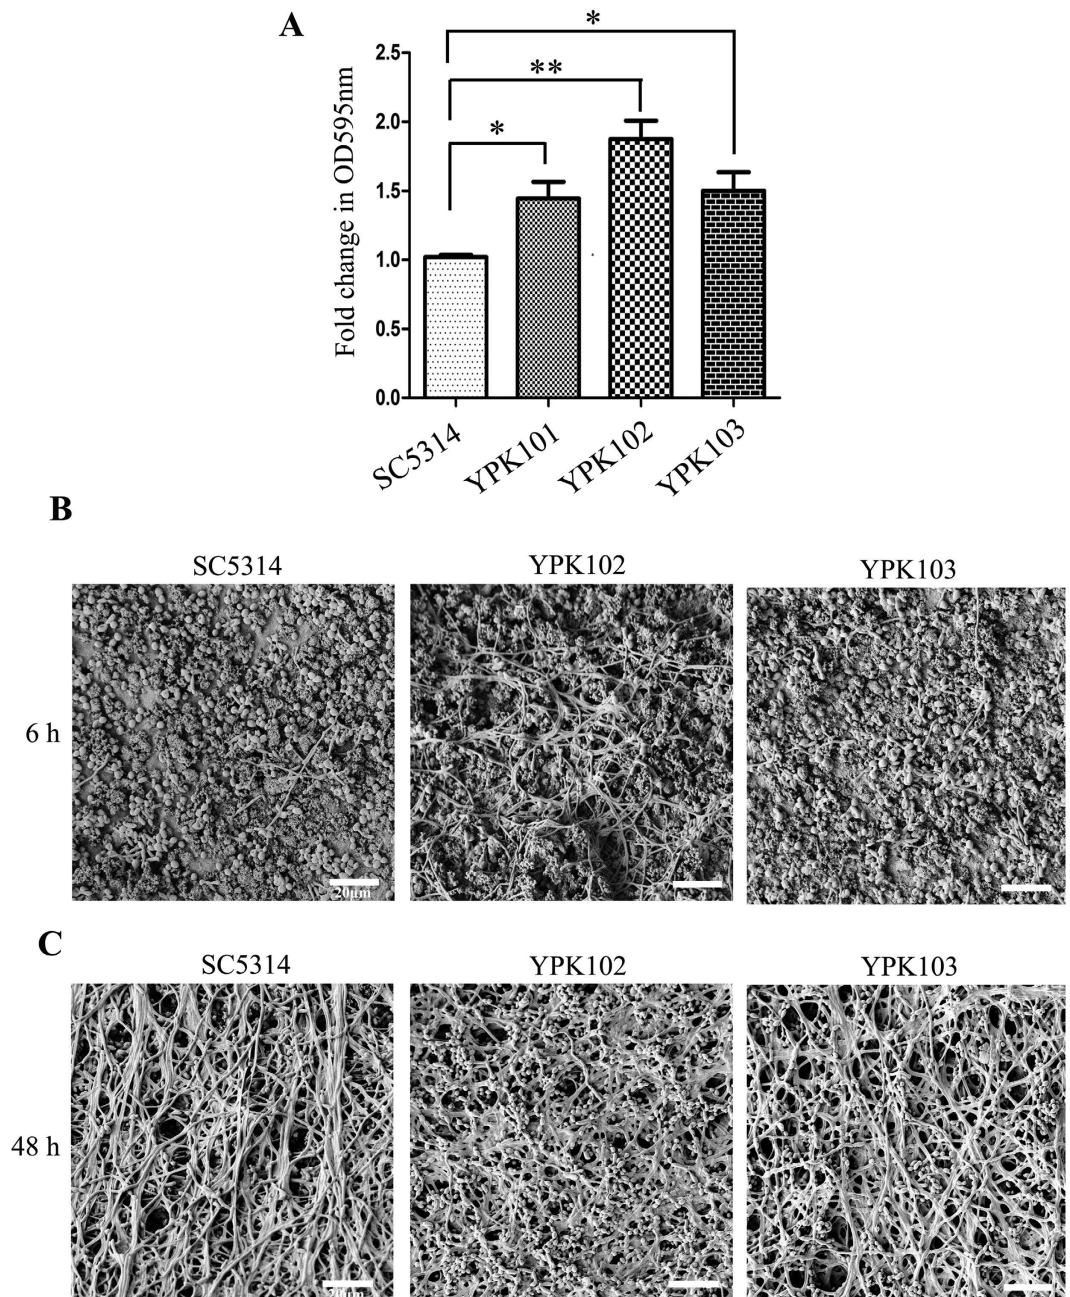 A
*
**
*
Fold change in OD595nm
2.5
2.0
1.5
1.0
0.5
0.0
SC5314
YPK101
YPK102
YPK103
B
SC5314
YPK102
YPK103
6 h
20μm
C
SC5314
YPK102
YPK103
48 h
20μm